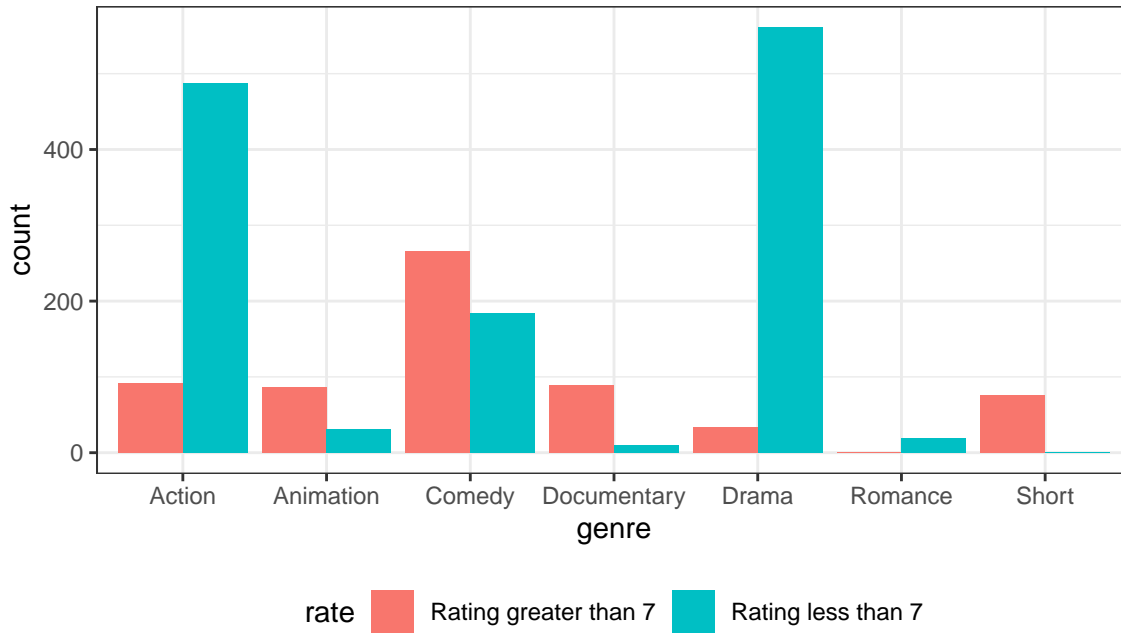 400
200
0
count
Action Animation Comedy Documentary Drama Romance Short
genre
rate Rating greater than 7 Rating less than 7